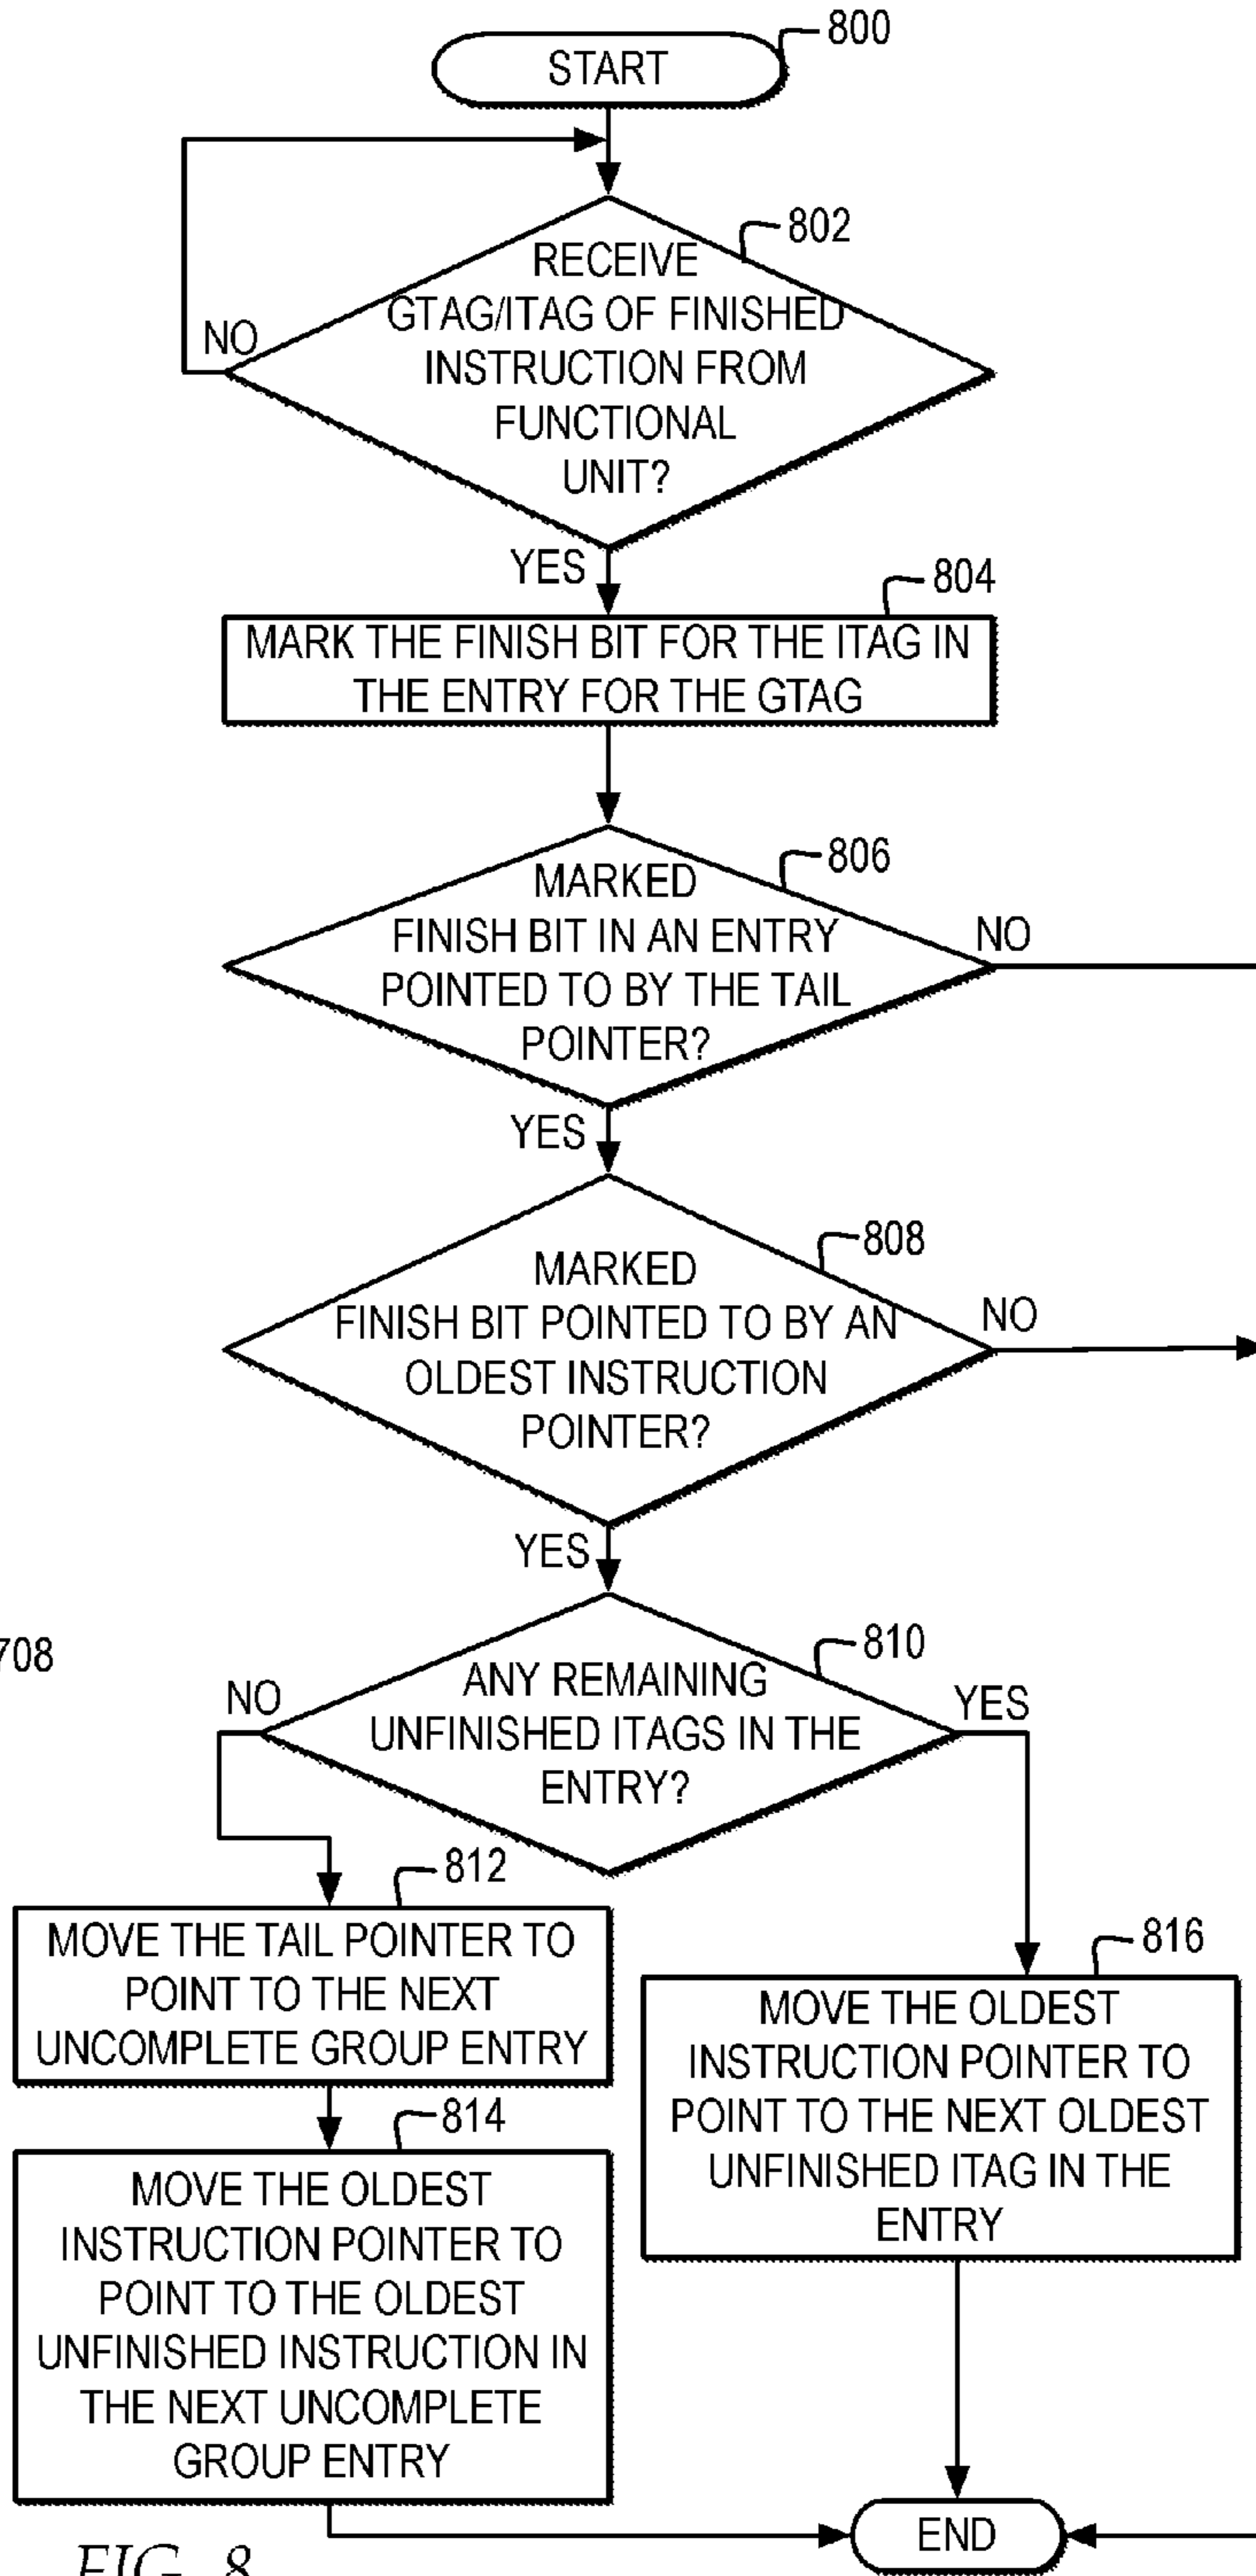 START
800
802
RECEIVE
GTAG/ITAG OF FINISHED
INSTRUCTION FROM
FUNCTIONAL
UNIT?
NO
YES
804
MARK THE FINISH BIT FOR THE ITAG IN
THE ENTRY FOR THE GTAG
806
MARKED
FINISH BIT IN AN ENTRY
POINTED TO BY THE TAIL
POINTER?
NO
YES
808
MARKED
FINISH BIT POINTED TO BY AN
OLDEST INSTRUCTION
POINTER?
NO
YES
708
810
ANY REMAINING
UNFINISHED ITAGS IN THE
ENTRY?
NO
YES
812
MOVE THE TAIL POINTER TO
POINT TO THE NEXT
UNCOMPLETE GROUP ENTRY
816
MOVE THE OLDEST
INSTRUCTION POINTER TO
POINT TO THE NEXT OLDEST
UNFINISHED ITAG IN THE
ENTRY
814
MOVE THE OLDEST
INSTRUCTION POINTER TO
POINT TO THE OLDEST
UNFINISHED INSTRUCTION IN
THE NEXT UNCOMPLETE
GROUP ENTRY
END
FIG. 8